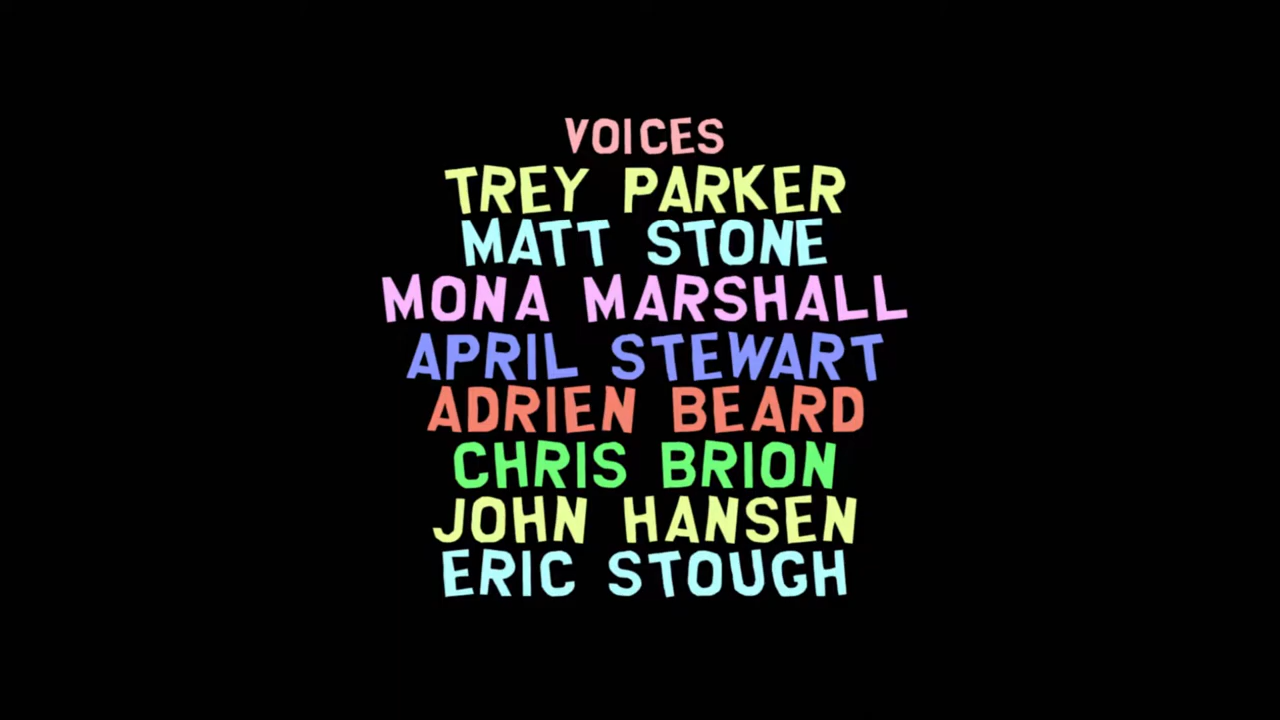 VOICES
TREY PARKER
MATT STONE
MONA MARSHALL
APRIL STEWART
ADRIEN BEARD
CHRIS BRION
JOHN HANSEN
ERIC STOUGH